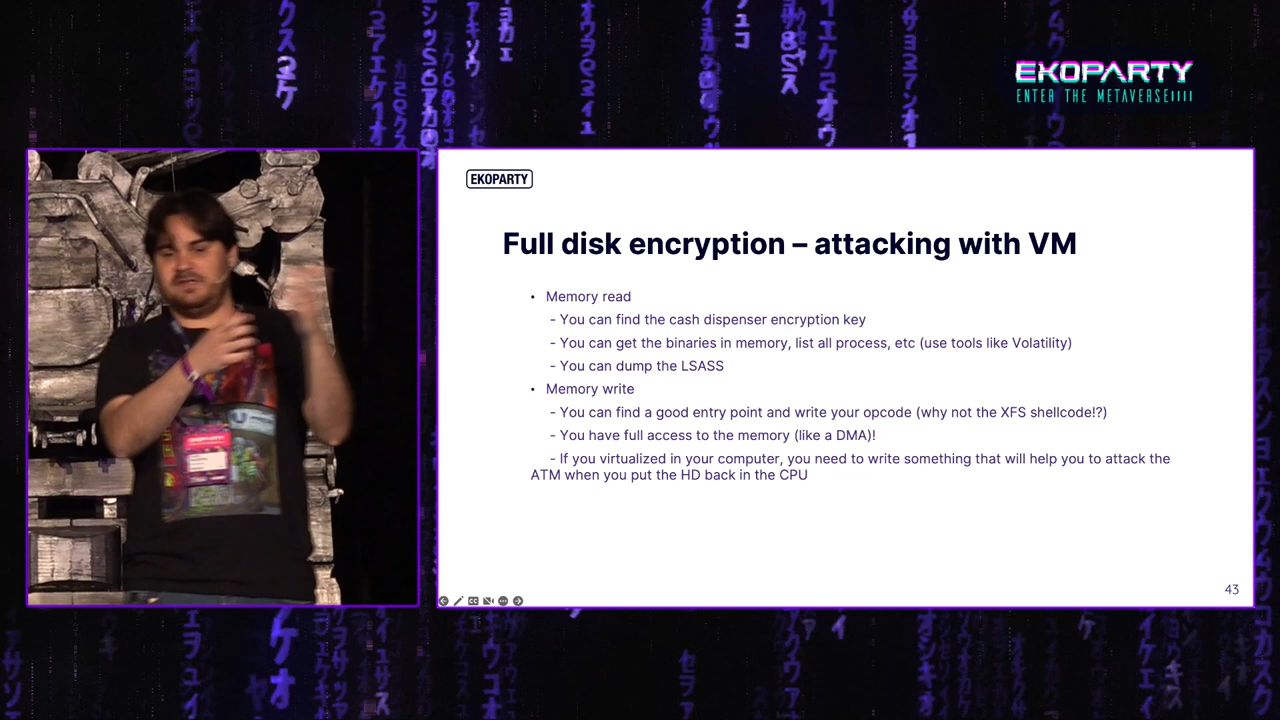 EKOPARTY
ENTER THE METAVERSE
EKOPARTY
Full disk encryption – attacking with VM
• Memory read
- You can find the cash dispenser encryption key
- You can get the binaries in memory, list all process, etc (use tools like Volatility)
- You can dump the LSASS
• Memory write
- You can find a good entry point and write your opcode (why not the XFS shellcode!?)
- You have full access to the memory (like a DMA)!
- If you virtualized in your computer, you need to write something that will help you to attack the
ATM when you put the HD back in the CPU
43
EKOPARTY